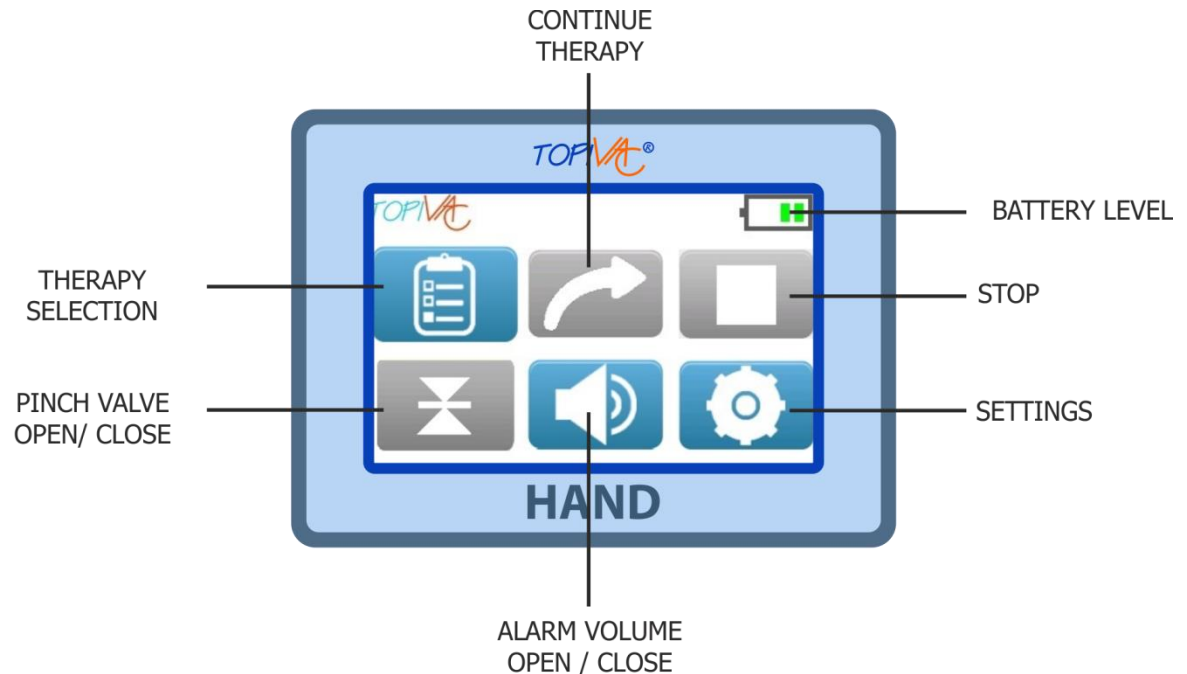 CONTINUE
THERAPY
TOPIVAC®
TOPIVAC
BATTERY LEVEL
THERAPY
SELECTION
STOP
PINCH VALVE
OPEN/ CLOSE
SETTINGS
HAND
ALARM VOLUME
OPEN / CLOSE